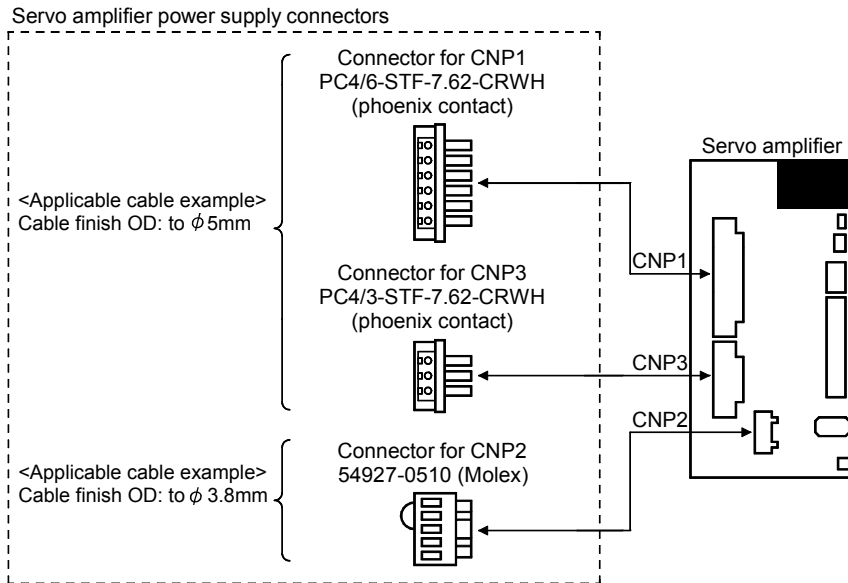 Servo amplifier power supply connectors
Connector for CNP1
PC4/6-STF-7.62-CRWH
(phoenix contact)
<Applicable cable example>
Cable finish OD: to ϕ5mm
Connector for CNP3
PC4/3-STF-7.62-CRWH
(phoenix contact)
<Applicable cable example>
Cable finish OD: to ϕ 3.8mm
Connector for CNP2
54927-0510 (Molex)
Servo amplifier
CNP1
CNP3
CNP2